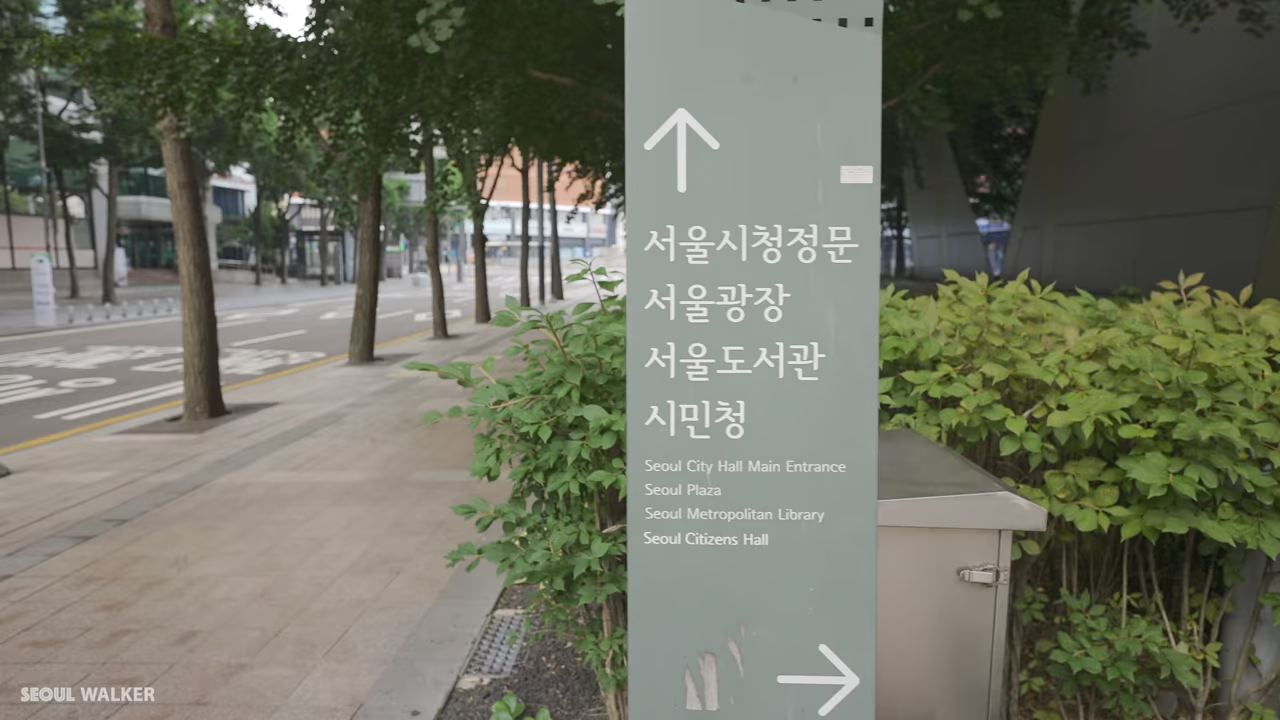 서울시청정문
서울광장
서울도서관
시민청
Seoul City Hall Main Entrance
Seoul Plaza
Seoul Metropolitan Library
Seoul Citizens Hall
SEOUL WALKER